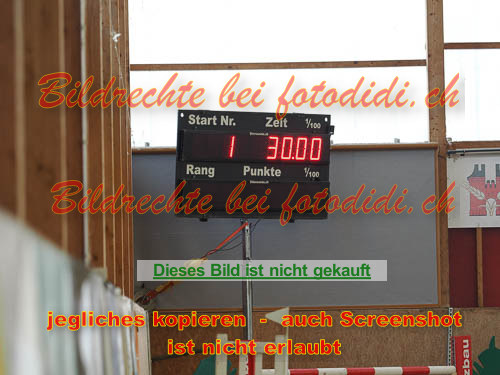 Bildrechte bei fotodidi.ch
Start Nr. Zeit 1/100
1 30.00
Rang Punkte 1/100
Bildrechte bei fotodidi.ch
Dieses Bild ist nicht gekauft
jegliches kopieren - auch Screenshot
ist nicht erlaubt
zbau